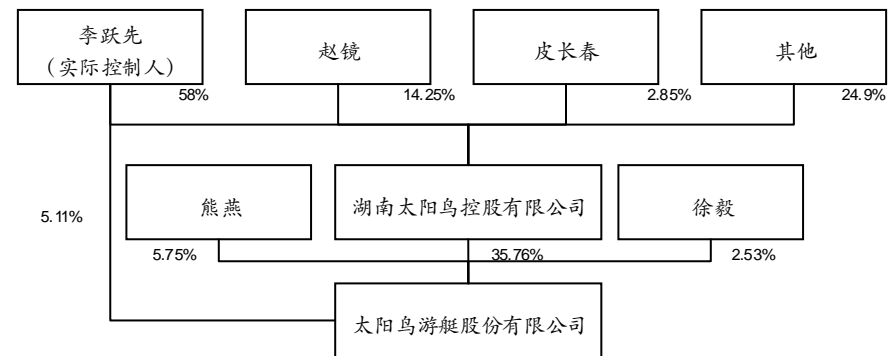 李跃先
（实际控制人）
赵镜
皮长春
其他
58%
14.25%
2.85%
24.9%
熊燕
湖南太阳鸟控股有限公司
徐毅
5.11%
5.75%
35.76%
2.53%
太阳鸟游艇股份有限公司